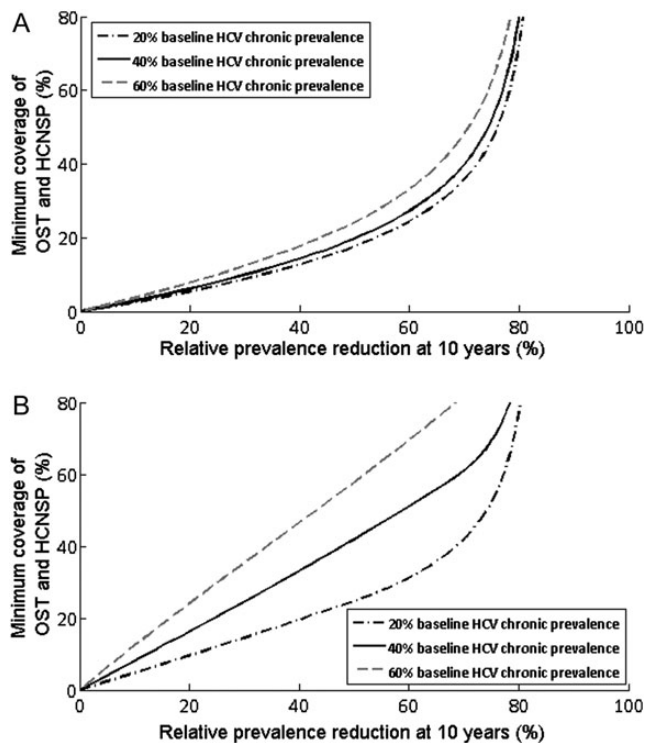 A
80
60
40
20
0
0 20 40 60 80 100
Minimum coverage of
OST and HCNSP (%)
20% baseline HCV chronic prevalence
40% baseline HCV chronic prevalence
60% baseline HCV chronic prevalence
Relative prevalence reduction at 10 years (%)
B
80
60
40
20
0
0 20 40 60 80 100
Minimum coverage of
OST and HCNSP (%)
20% baseline HCV chronic prevalence
40% baseline HCV chronic prevalence
60% baseline HCV chronic prevalence
Relative prevalence reduction at 10 years (%)